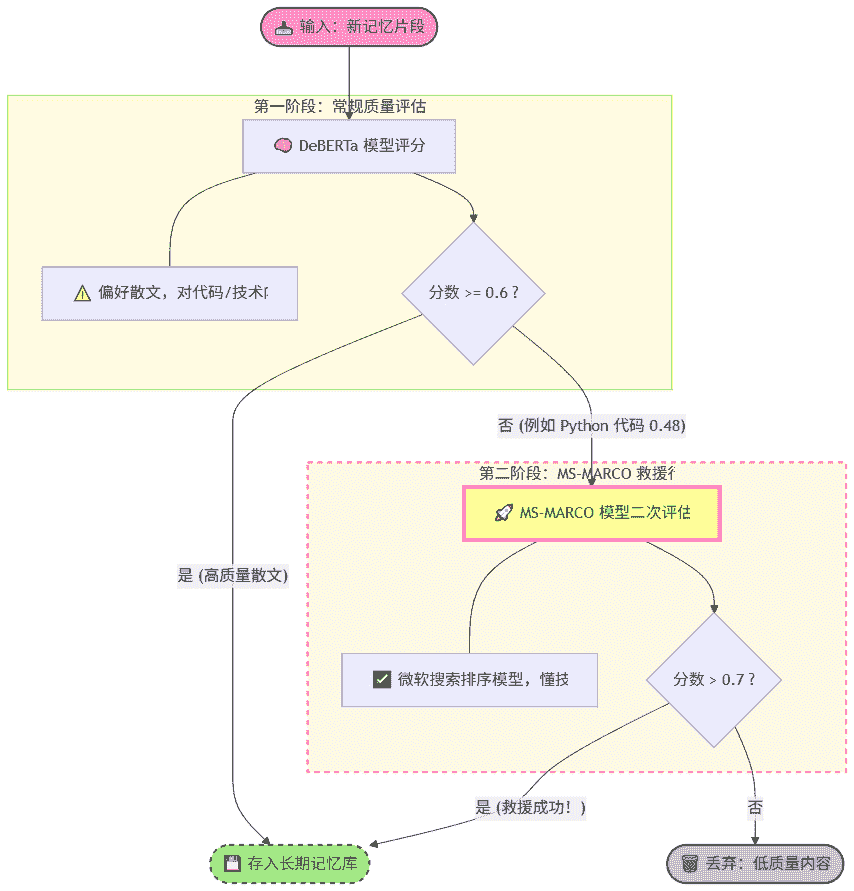 输入：新记忆片段
第一阶段：常规质量评估
DeBERTa 模型评分
偏好散文，对代码/技术
分数 >= 0.6 ?
否 (例如 Python 代码 0.48)
第二阶段：MS-MARCO 救援
MS-MARCO 模型二次评估
是 (高质量散文)
微软搜索排序模型，懂技
分数 > 0.7 ?
是 (救援成功！)
否
存入长期记忆库
丢弃：低质量内容